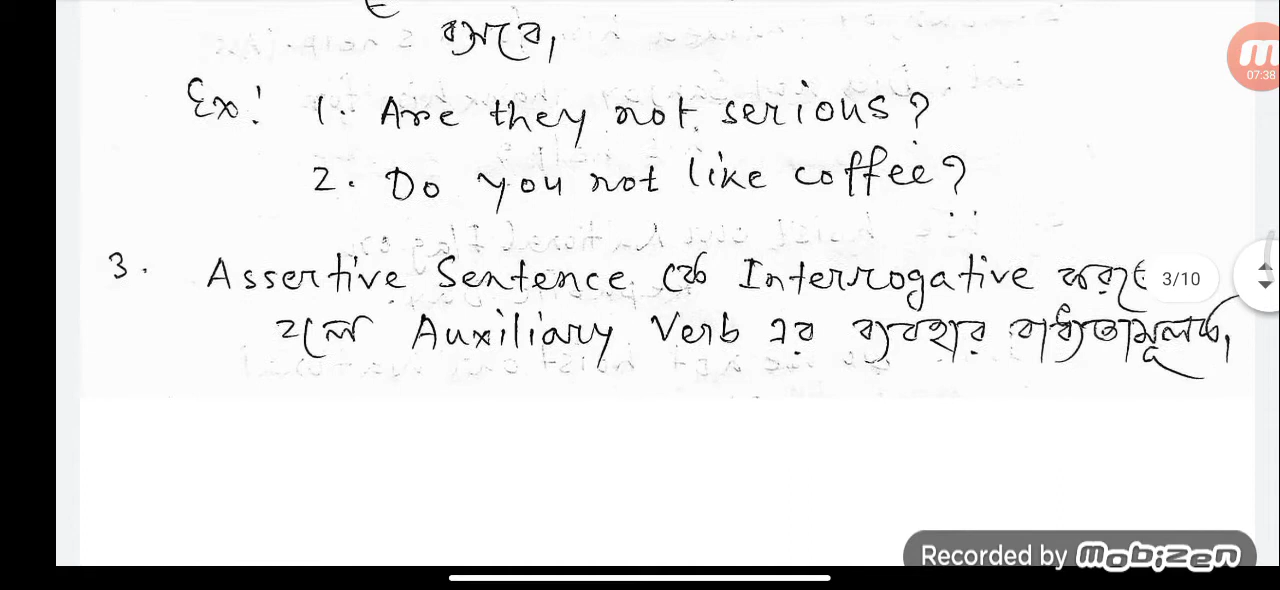 বসবে,
07:38
Ex: 1. Are they not serious?
2. Do you not like coffee?
3. Assertive Sentence কে Interrogative করতে
3/10
হলে Auxiliary Verb এর ব্যবহার বাধ্যতামূলক,
Recorded by mobizen